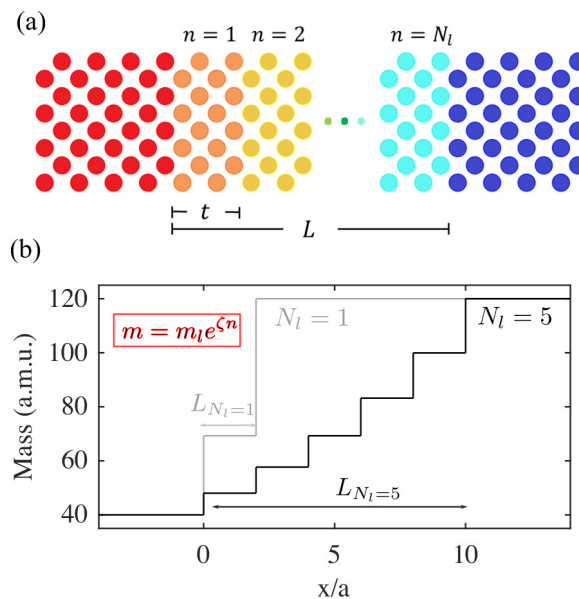 (a)
n = 1 n = 2 n = N_l
t
L
(b)
120
100
80
60
40
Mass (a.m.u.)
m = m_l e^{ζn}
N_l = 1
N_l = 5
L_{N_l=1}
L_{N_l=5}
0 5 10
x/a